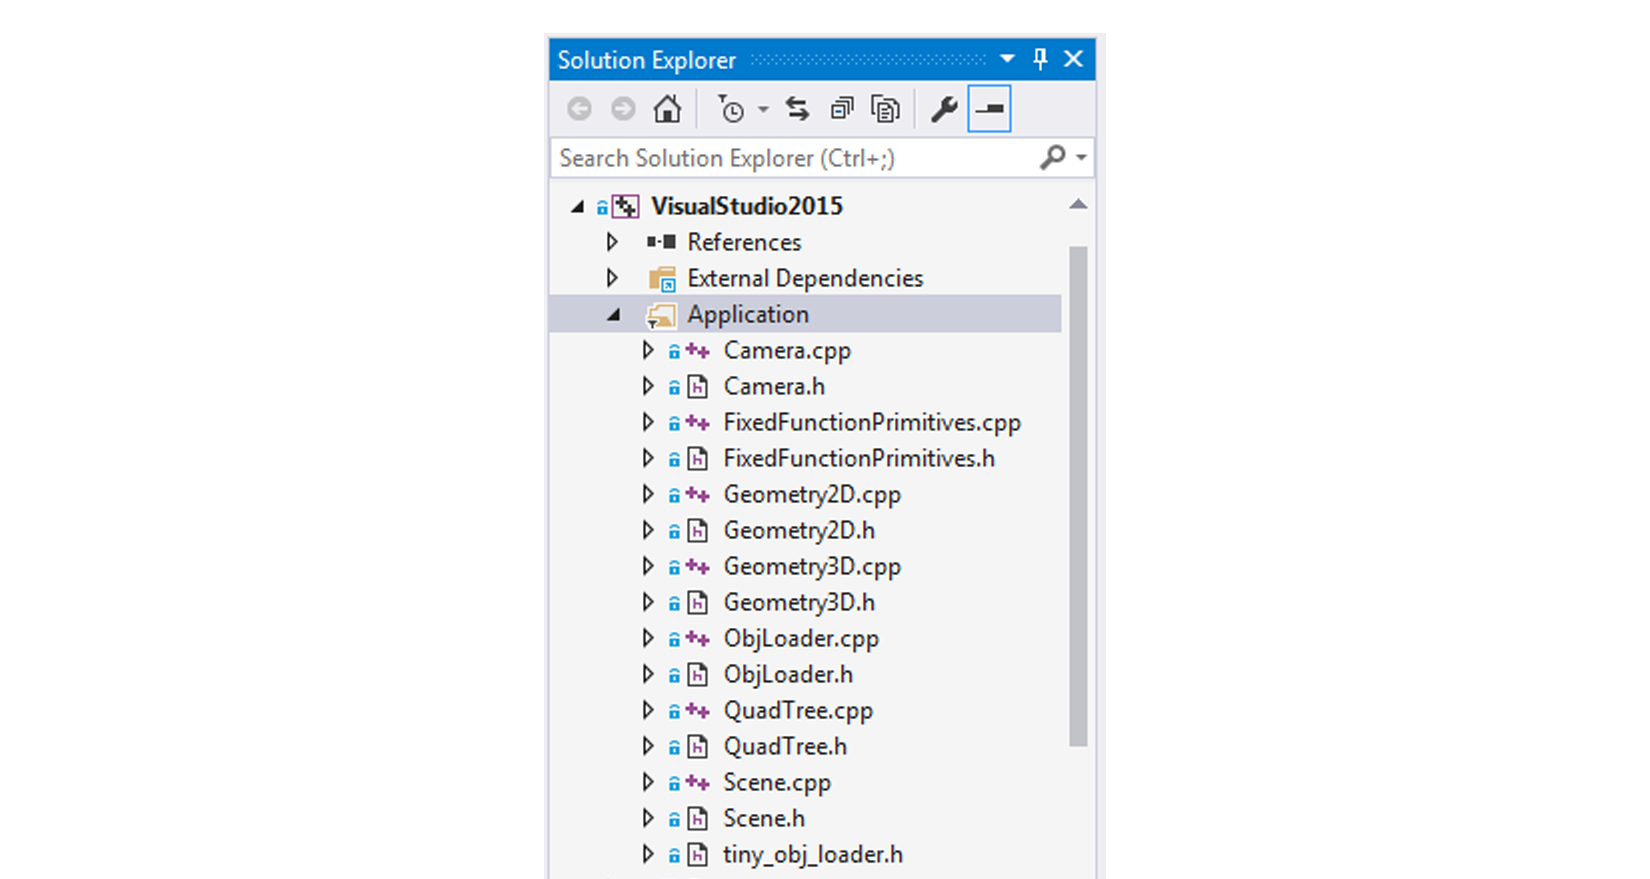 Solution Explorer
Search Solution Explorer (Ctrl+;)
VisualStudio2015
References
External Dependencies
Application
Camera.cpp
Camera.h
FixedFunctionPrimitives.cpp
FixedFunctionPrimitives.h
Geometry2D.cpp
Geometry2D.h
Geometry3D.cpp
Geometry3D.h
ObjLoader.cpp
ObjLoader.h
QuadTree.cpp
QuadTree.h
Scene.cpp
Scene.h
tiny_obj_loader.h